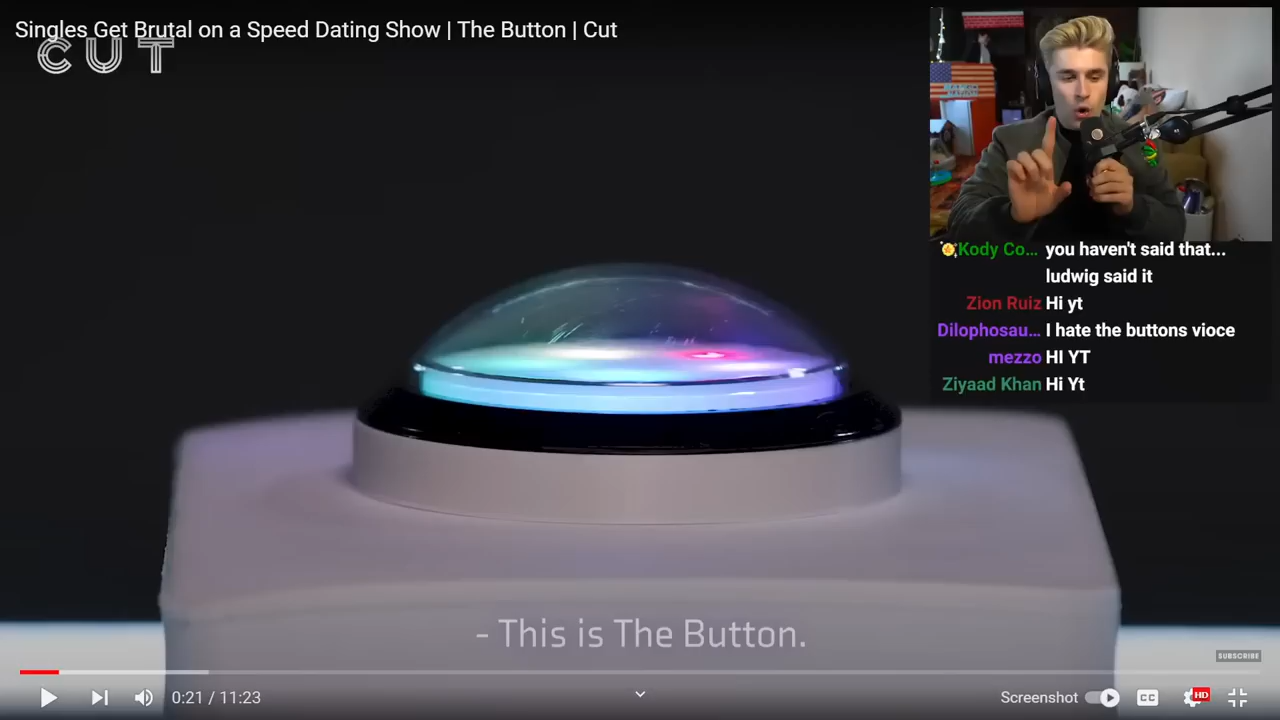 Singles Get Brutal on a Speed Dating Show | The Button | Cut
CUT
Kody Co... you haven't said that...
ludwig said it
Zion Ruiz Hi yt
Dilophosau... I hate the buttons vioce
mezzo HI YT
Ziyaad Khan Hi Yt
- This is The Button.
SUBSCRIBE
0:21 / 11:23
Screenshot
CC
HD